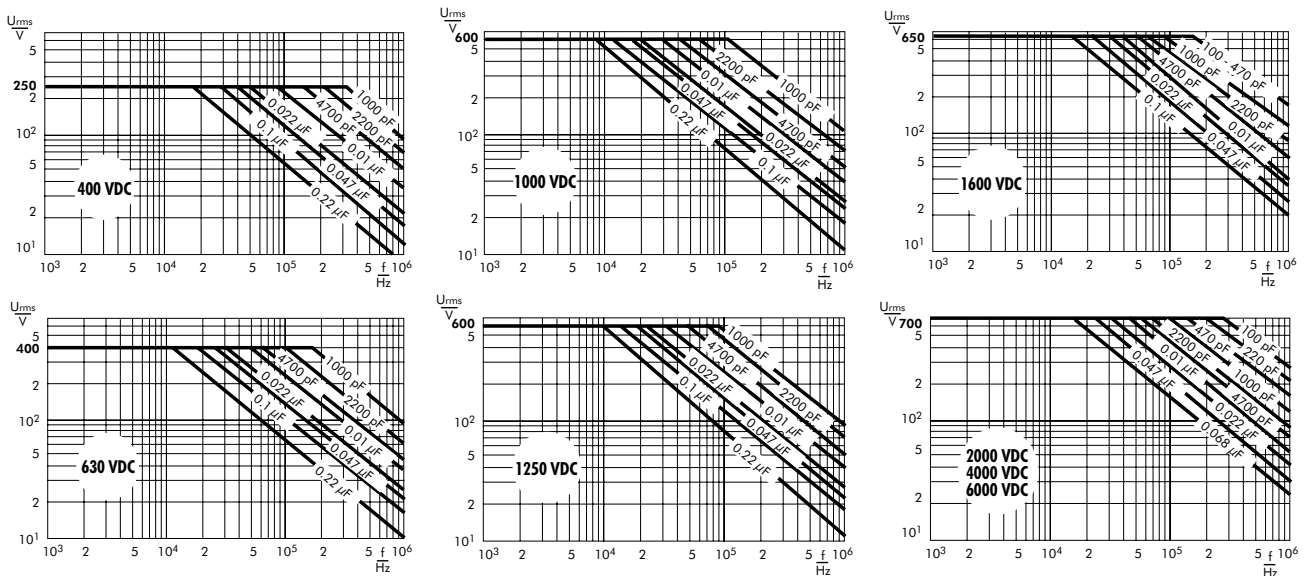 Urms
V
5
250
2
10²
5
2
10¹
10³ 2 5 10⁴ 2 5 10⁵ 2 5 10⁶
f
Hz
400 VDC
1000 pF
2200 pF
4700 pF
0.01 µF
0.022 µF
0.047 µF
0.1 µF
0.22 µF
Urms
V
600
5
2
10²
5
2
10¹
10³ 2 5 10⁴ 2 5 10⁵ 2 5 10⁶
f
Hz
1000 VDC
1000 pF
2200 pF
4700 pF
0.01 µF
0.022 µF
0.047 µF
0.1 µF
0.22 µF
Urms
V
650
5
2
10²
5
2
10¹
10³ 2 5 10⁴ 2 5 10⁵ 2 5 10⁶
f
Hz
1600 VDC
100 - 470 pF
1000 pF
2200 pF
4700 pF
0.01 µF
0.022 µF
0.047 µF
0.1 µF
Urms
V
5
400
2
10²
5
2
10¹
10³ 2 5 10⁴ 2 5 10⁵ 2 5 10⁶
f
Hz
630 VDC
1000 pF
2200 pF
4700 pF
0.01 µF
0.022 µF
0.047 µF
0.1 µF
0.22 µF
Urms
V
600
5
2
10²
5
2
10¹
10³ 2 5 10⁴ 2 5 10⁵ 2 5 10⁶
f
Hz
1250 VDC
1000 pF
2200 pF
4700 pF
0.01 µF
0.022 µF
0.047 µF
0.1 µF
0.22 µF
Urms
V
700
5
2
10²
5
2
10¹
10³ 2 5 10⁴ 2 5 10⁵ 2 5 10⁶
f
Hz
2000 VDC
4000 VDC
6000 VDC
100 pF
220 pF
470 pF
1000 pF
2200 pF
4700 pF
0.01 µF
0.022 µF
0.047 µF
0.068 µF